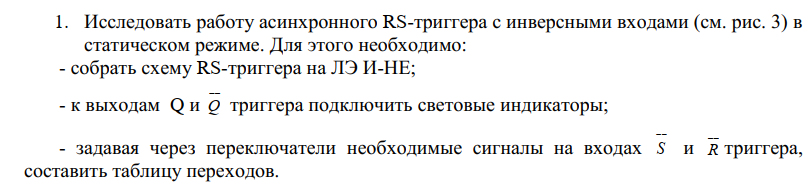 1. Исследовать работу асинхронного RS-триггера с инверсными входами (см. рис. 3) в
статическом режиме. Для этого необходимо:
- собрать схему RS-триггера на ЛЭ И-НЕ;
- к выходам Q и Q̅ триггера подключить световые индикаторы;
- задавая через переключатели необходимые сигналы на входах S̅ и R̅ триггера,
составить таблицу переходов.